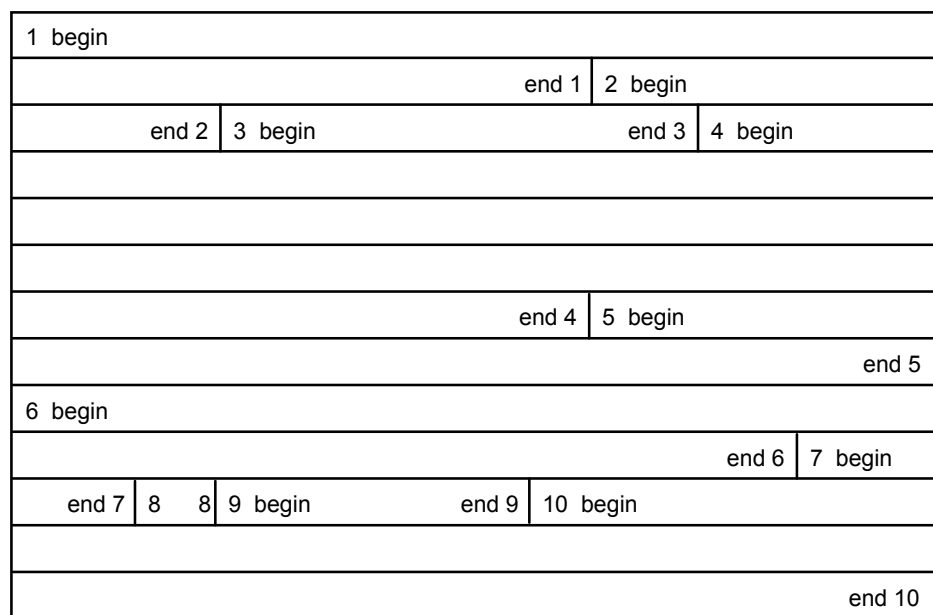 1 begin
end 1 2 begin
end 2 3 begin end 3 4 begin
end 4 5 begin
end 5
6 begin
end 6 7 begin
end 7 8 8 9 begin end 9 10 begin
end 10